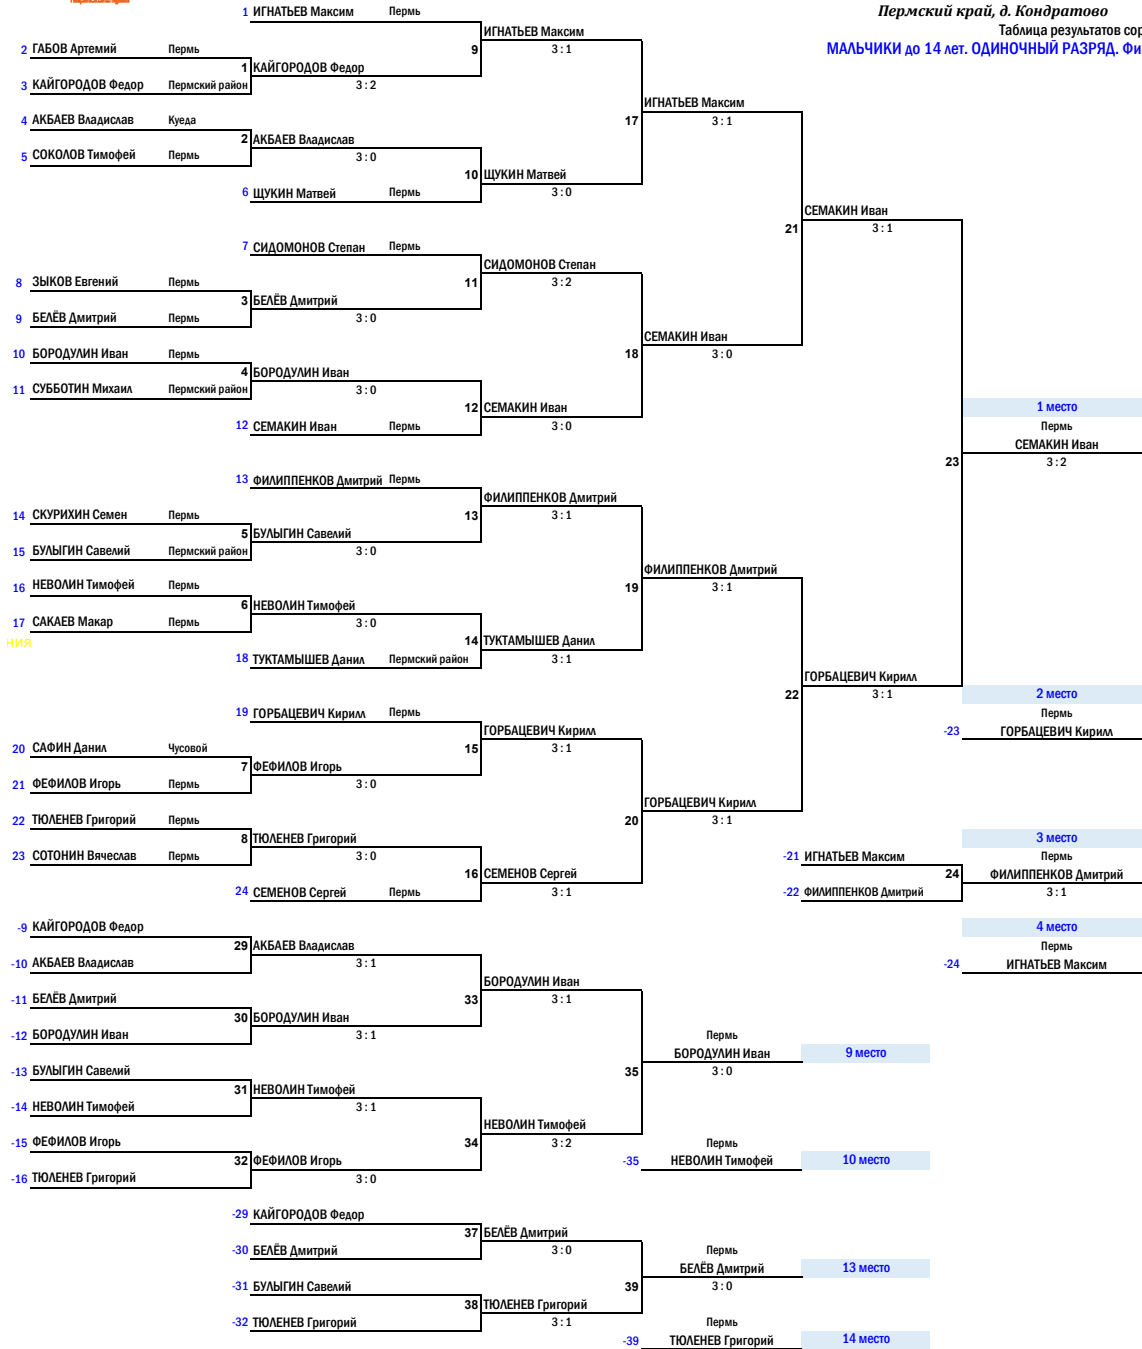 1 ИГНАТЬЕВ Максим Пермь
Пермский край, д. Кондратово
Таблица результатов сор
МАЛЬЧИКИ до 14 лет. ОДИНОЧНЫЙ РАЗРЯД. Фи
ИГНАТЬЕВ Максим
2 ГАБОВ Артемий Пермь
9
3 : 1
1 КАЙГОРОДОВ Федор
3 КАЙГОРОДОВ Федор Пермский район
3 : 2
ИГНАТЬЕВ Максим
4 АКБАЕВ Владислав Куеда
17
3 : 1
2 АКБАЕВ Владислав
5 СОКОЛОВ Тимофей Пермь
3 : 0
10 ЩУКИН Матвей
6 ЩУКИН Матвей Пермь
3 : 0
СЕМАКИН Иван
21
3 : 1
7 СИДОМОНОВ Степан Пермь
СИДОМОНОВ Степан
8 ЗЫКОВ Евгений Пермь
11
3 : 2
3 БЕЛЁВ Дмитрий
9 БЕЛЁВ Дмитрий Пермь
3 : 0
СЕМАКИН Иван
10 БОРОДУЛИН Иван Пермь
18
3 : 0
4 БОРОДУЛИН Иван
11 СУББОТИН Михаил Пермский район
3 : 0
12 СЕМАКИН Иван
1 место
12 СЕМАКИН Иван Пермь
3 : 0
Пермь
СЕМАКИН Иван
23
3 : 2
13 ФИЛИППЕНКОВ Дмитрий Пермь
ФИЛИППЕНКОВ Дмитрий
14 СКУРИХИН Семен Пермь
13
3 : 1
5 БУЛЫГИН Савелий
15 БУЛЫГИН Савелий Пермский район
3 : 0
ФИЛИППЕНКОВ Дмитрий
16 НЕВОЛИН Тимофей Пермь
19
3 : 1
6 НЕВОЛИН Тимофей
17 САКАЕВ Макар Пермь
3 : 0
НИЯ
14 ТУКТАМЫШЕВ Данил
18 ТУКТАМЫШЕВ Данил Пермский район
3 : 1
ГОРБАЦЕВИЧ Кирилл
22
3 : 1
2 место
19 ГОРБАЦЕВИЧ Кирилл Пермь
Пермь
ГОРБАЦЕВИЧ Кирилл
-23 ГОРБАЦЕВИЧ Кирилл
20 САФИН Данил Чусовой
15
3 : 1
7 ФЕФИЛОВ Игорь
21 ФЕФИЛОВ Игорь Пермь
3 : 0
ГОРБАЦЕВИЧ Кирилл
22 ТЮЛЕНЕВ Григорий Пермь
20
3 : 1
8 ТЮЛЕНЕВ Григорий
3 место
23 СОТОНИН Вячеслав Пермь
3 : 0
-21 ИГНАТЬЕВ Максим
Пермь
16 СЕМЕНОВ Сергей
24 ФИЛИППЕНКОВ Дмитрий
24 СЕМЕНОВ Сергей Пермь
3 : 1
-22 ФИЛИППЕНКОВ Дмитрий
3 : 1
-9 КАЙГОРОДОВ Федор
4 место
29 АКБАЕВ Владислав
Пермь
-10 АКБАЕВ Владислав
3 : 1
-24 ИГНАТЬЕВ Максим
БОРОДУЛИН Иван
-11 БЕЛЁВ Дмитрий
33
3 : 1
30 БОРОДУЛИН Иван
-12 БОРОДУЛИН Иван
3 : 1
Пермь
БОРОДУЛИН Иван 9 место
-13 БУЛЫГИН Савелий
35
3 : 0
31 НЕВОЛИН Тимофей
-14 НЕВОЛИН Тимофей
3 : 1
НЕВОЛИН Тимофей
-15 ФЕФИЛОВ Игорь
34
3 : 2
Пермь
32 ФЕФИЛОВ Игорь
-35 НЕВОЛИН Тимофей 10 место
-16 ТЮЛЕНЕВ Григорий
3 : 0
-29 КАЙГОРОДОВ Федор
37 БЕЛЁВ Дмитрий
-30 БЕЛЁВ Дмитрий
3 : 0
Пермь
БЕЛЁВ Дмитрий 13 место
-31 БУЛЫГИН Савелий
39
3 : 0
38 ТЮЛЕНЕВ Григорий
-32 ТЮЛЕНЕВ Григорий
3 : 1
Пермь
-39 ТЮЛЕНЕВ Григорий 14 место